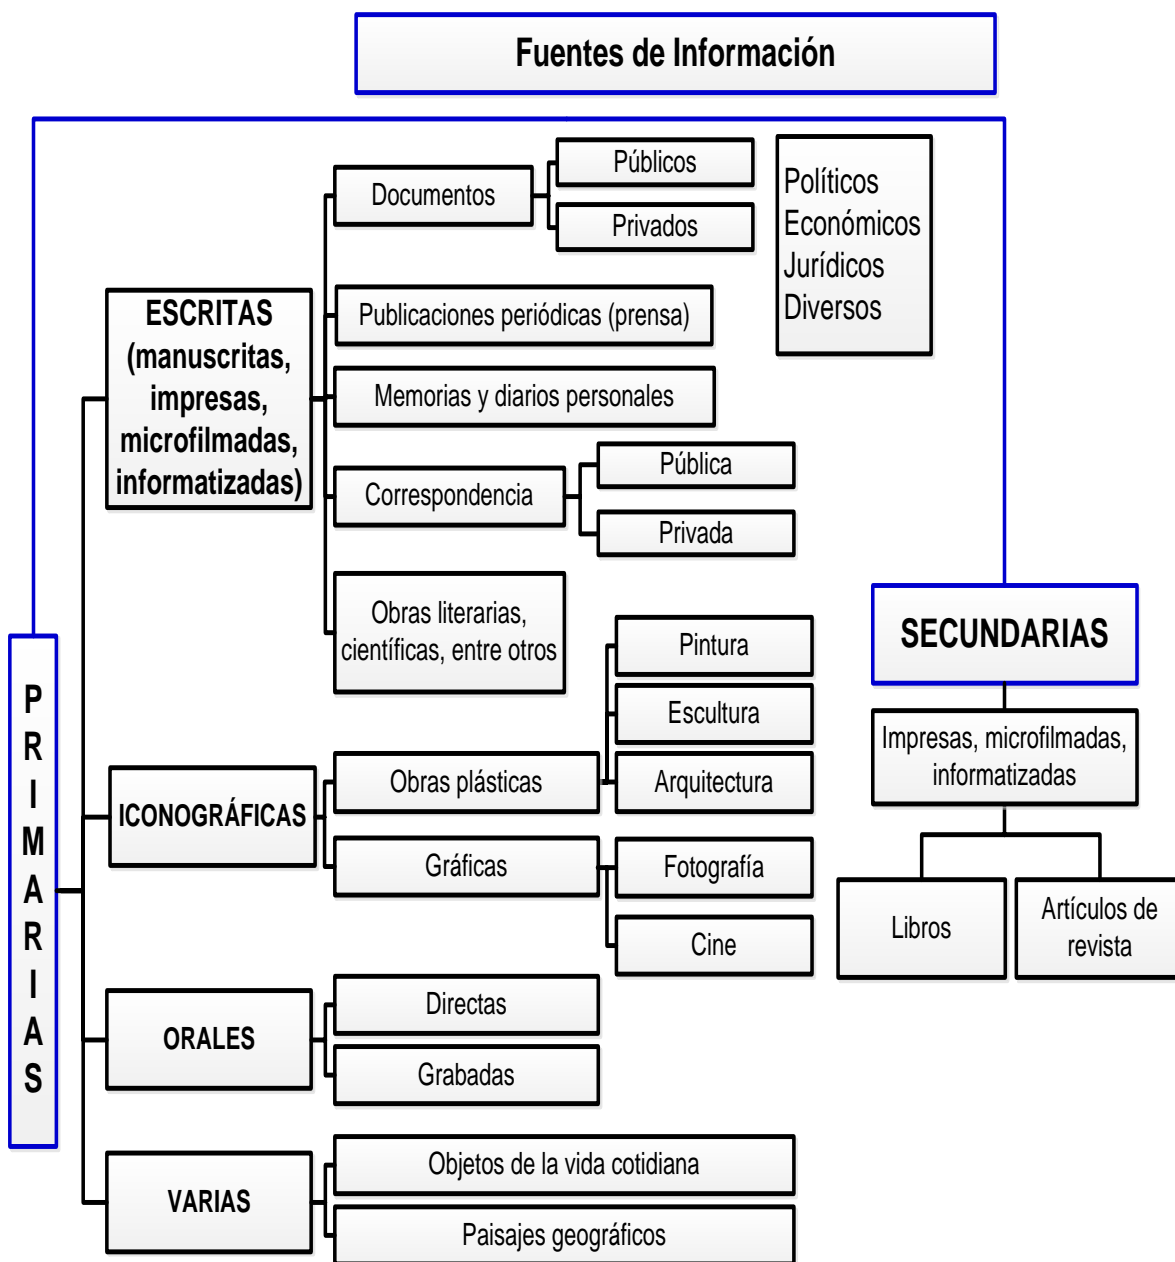 Fuentes de Información
PRIMARIAS
ESCRITAS
(manuscritas,
impresas,
microfilmadas,
informatizadas)
Documentos
Públicos
Privados
Políticos
Económicos
Jurídicos
Diversos
Publicaciones periódicas (prensa)
Memorias y diarios personales
Correspondencia
Pública
Privada
Obras literarias,
científicas, entre otros
ICONOGRÁFICAS
Obras plásticas
Pintura
Escultura
Arquitectura
Gráficas
Fotografía
Cine
ORALES
Directas
Grabadas
VARIAS
Objetos de la vida cotidiana
Paisajes geográficos
SECUNDARIAS
Impresas, microfilmadas,
informatizadas
Libros
Artículos de
revista